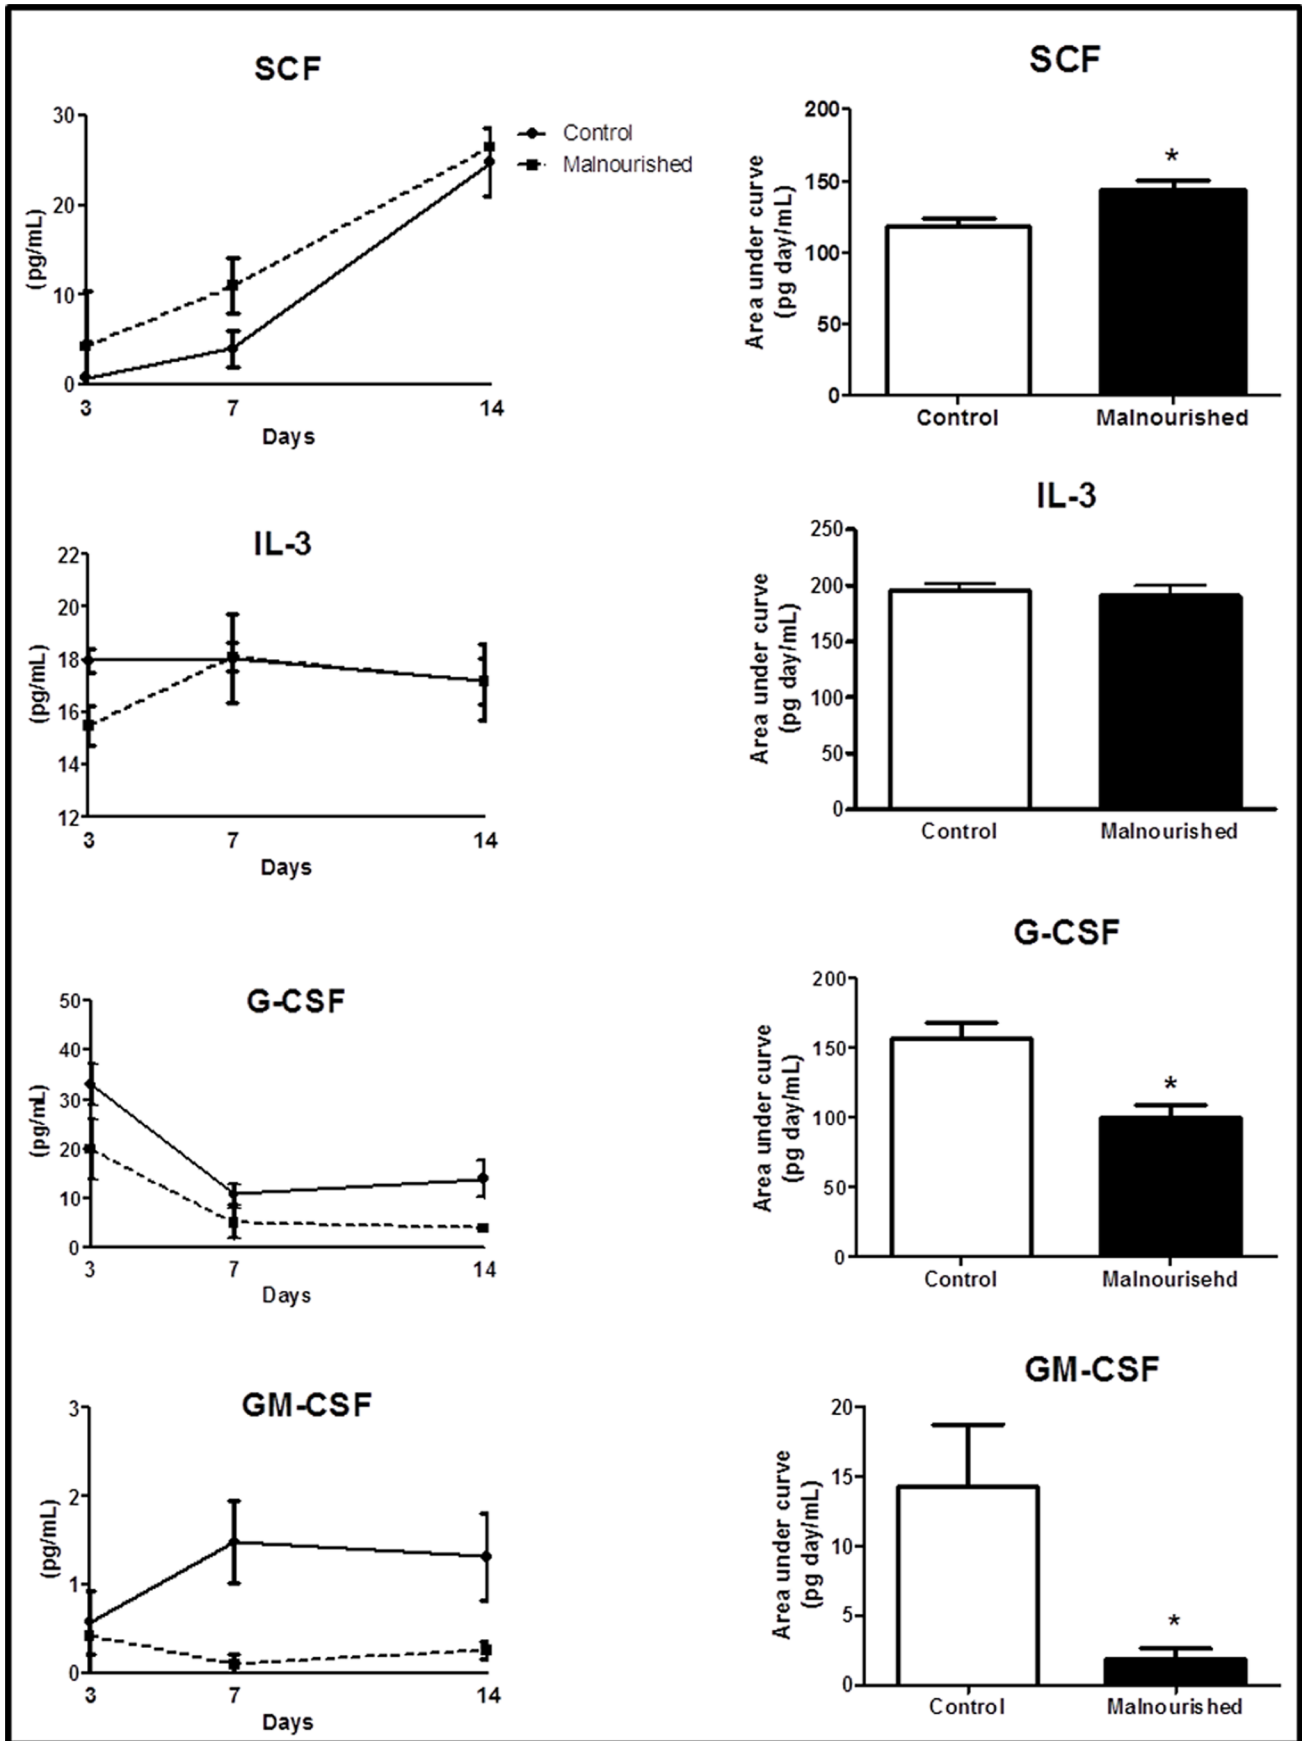 SCF
30
20
10
0
(pg/mL)
3 7 14
Days
Control
Malnourished
SCF
200
150
100
50
0
Area under curve
(pg day/mL)
*
Control Malnourished
IL-3
22
20
18
16
14
12
(pg/mL)
3 7 14
Days
IL-3
250
200
150
100
50
0
Area under curve
(pg day/mL)
Control Malnourished
G-CSF
50
40
30
20
10
0
(pg/mL)
3 7 14
Days
G-CSF
200
150
100
50
0
Area under curve
(pg day/mL)
*
Control Malnourisehd
GM-CSF
3
2
1
0
(pg/mL)
3 7 14
Days
GM-CSF
20
15
10
5
0
Area under curve
(pg day/mL)
*
Control Malnourished